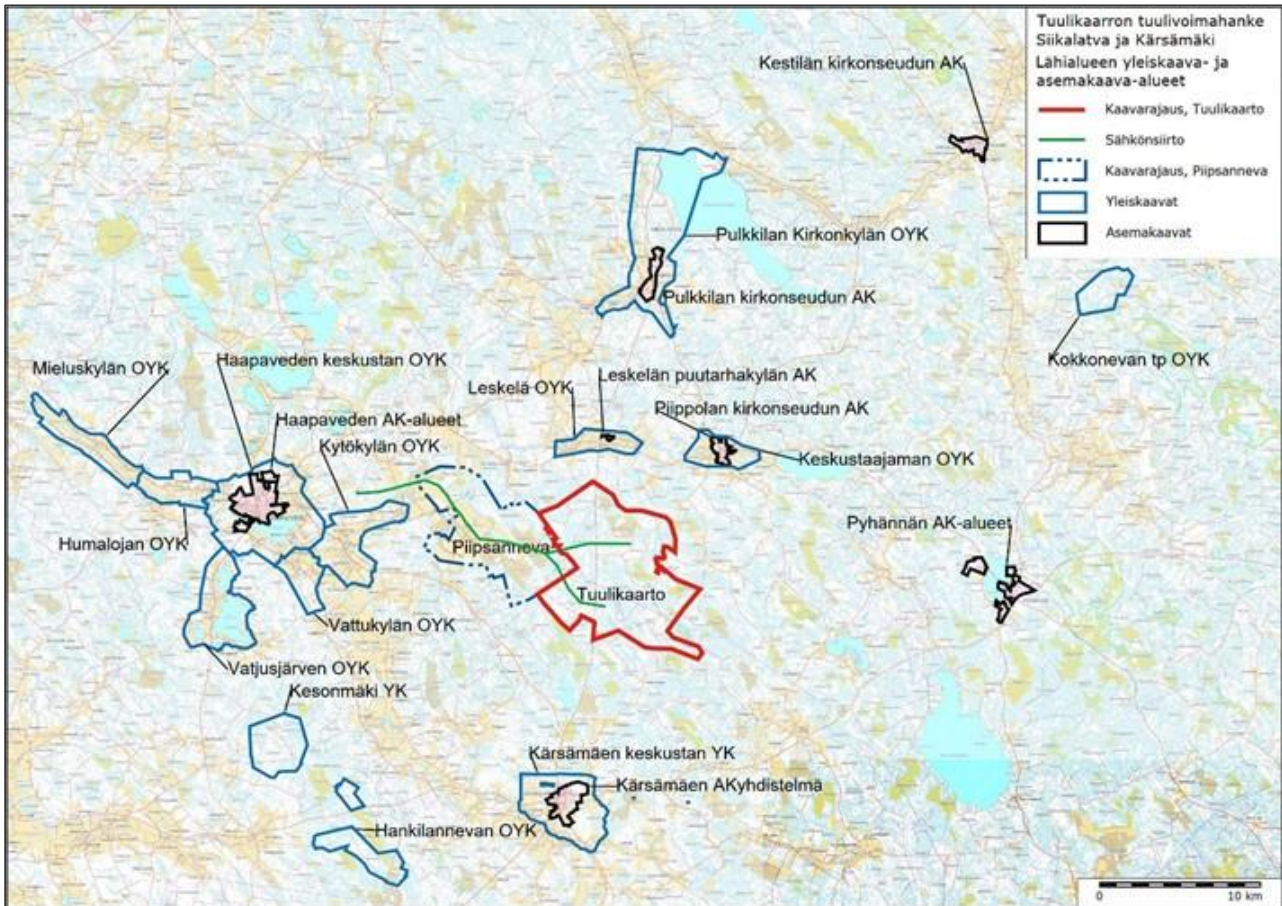 Tuulikaarron tuulivoimahanke
Siikalatva ja Kärsämäki
Lähialueen yleiskaava- ja
asemakaava-alueet
Kaavarajaus, Tuulikaarto
Sähkönsiirto
Kaavarajaus, Piipsanneva
Yleiskaavat
Asemakaavat
Kestilän kirkonseudun AK
Pulkkilan Kirkonkylän OYK
Pulkkilan kirkonseudun AK
Kokkonevan tp OYK
Mieluskylän OYK
Haapaveden keskustan OYK
Leskelän puutarhakylän AK
Leskelä OYK
Piippolan kirkonseudun AK
Haapaveden AK-alueet
Kytökylän OYK
Keskustaajaman OYK
Pyhännän AK-alueet
Humalojan OYK
Piipsanneva
Tuulikaarto
Vattukylän OYK
Vatjusjärven OYK
Kesonmäki YK
Kärsämäen keskustan YK
Kärsämäen AKyhdistelmä
Hankilannevan OYK
0 10 km